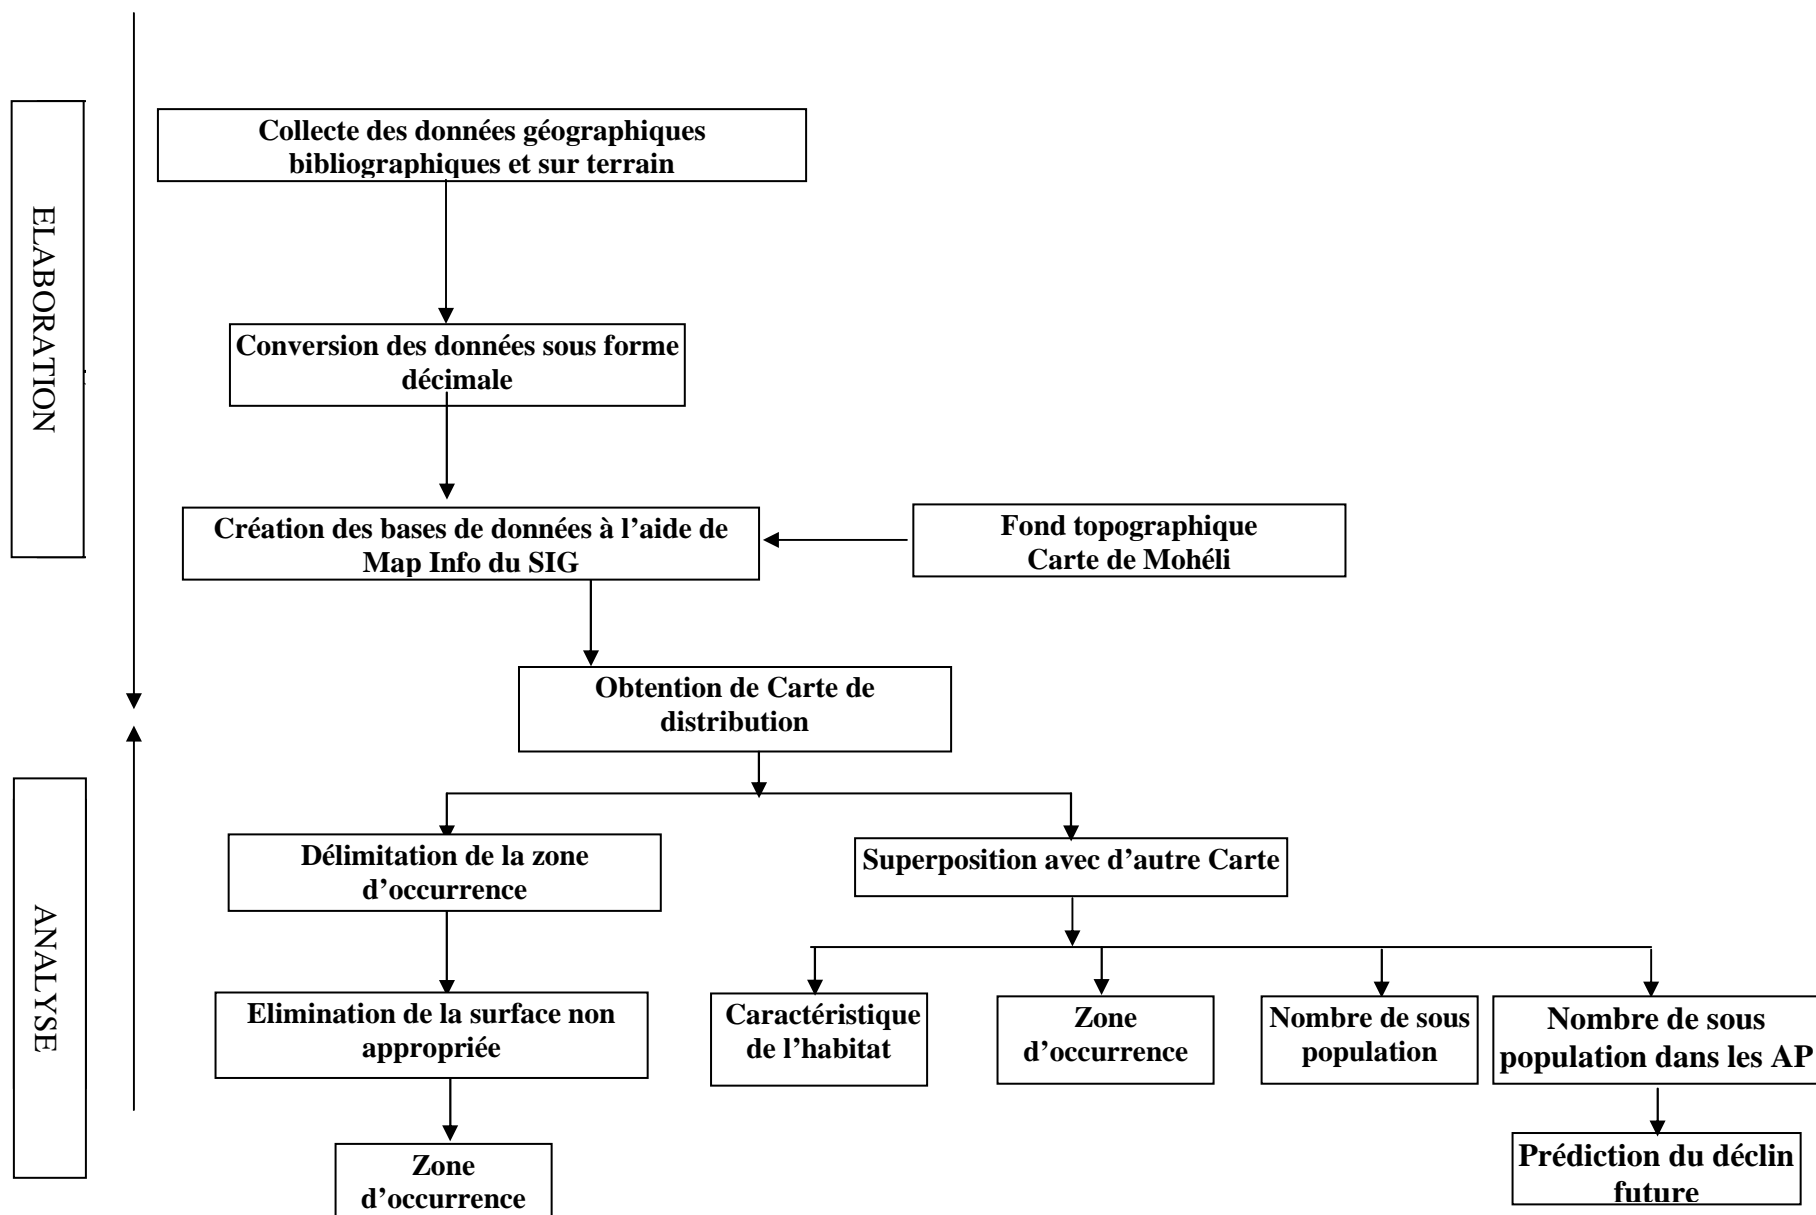 ELABORATION
Collecte des données géographiques
bibliographiques et sur terrain
Conversion des données sous forme
décimale
Création des bases de données à l’aide de
Map Info du SIG
Fond topographique
Carte de Mohéli
Obtention de Carte de
distribution
ANALYSE
Délimitation de la zone
d’occurrence
Superposition avec d’autre Carte
Elimination de la surface non
appropriée
Caractéristique
de l’habitat
Zone
d’occurrence
Nombre de sous
population
Nombre de sous
population dans les AP
Zone
d’occurrence
Prédiction du déclin
future